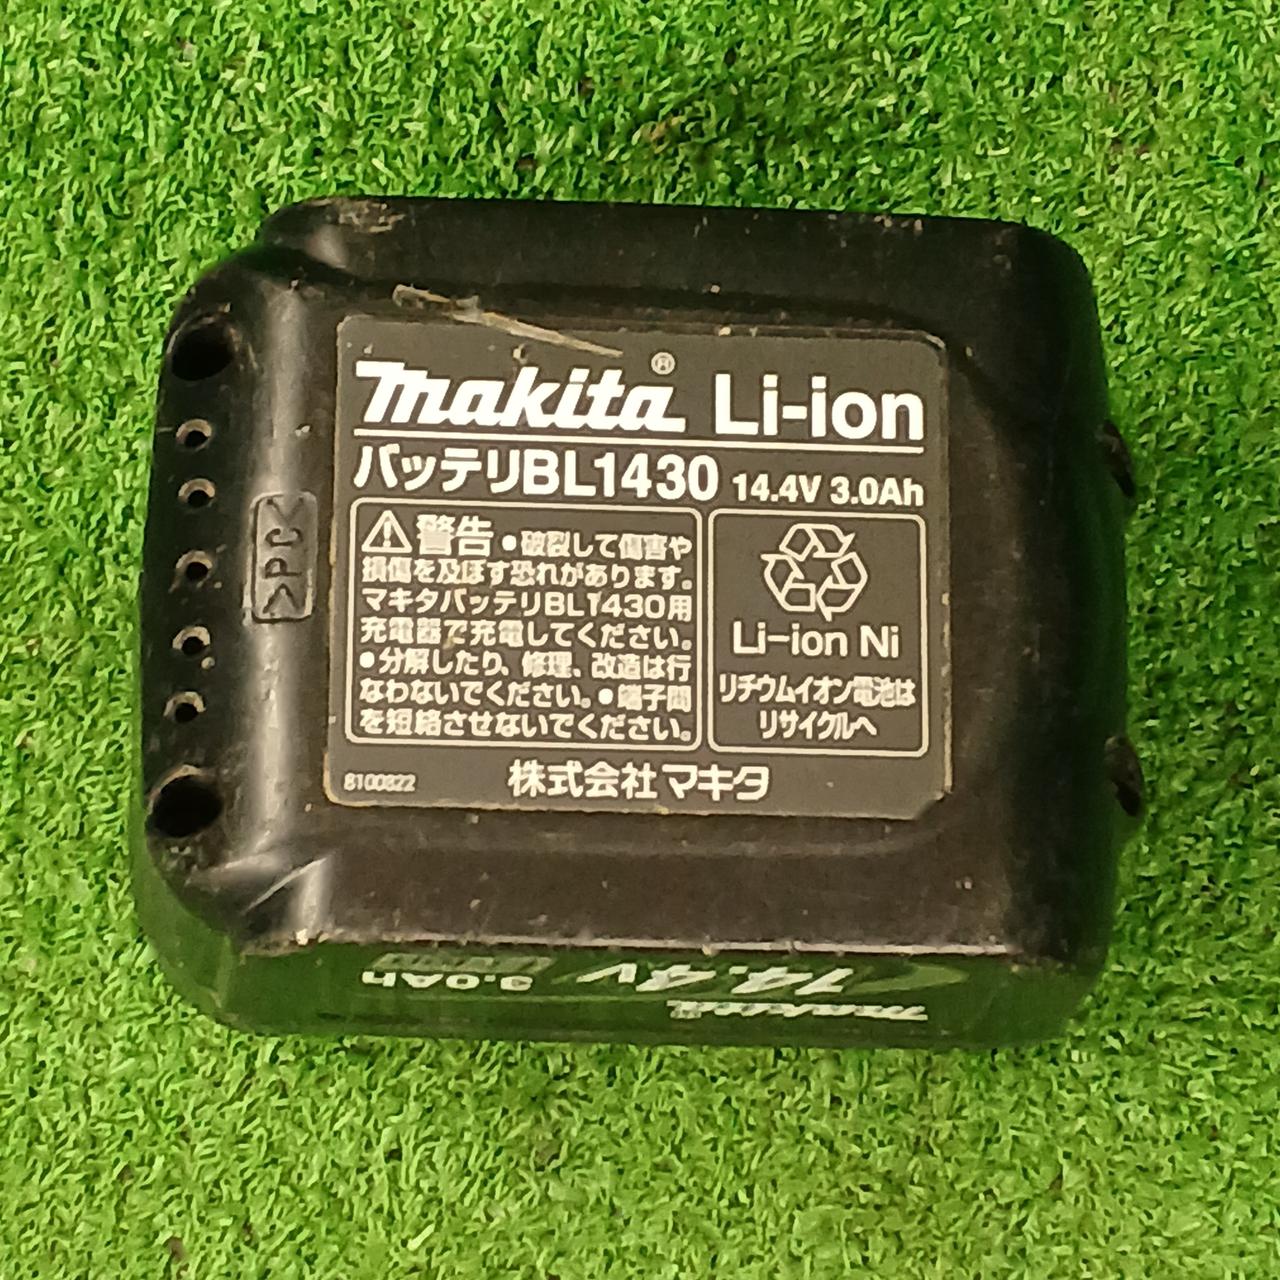 makita® Li-ion
バッテリBL1430 14.4V 3.0Ah
⚠警告 ●破裂して傷害や
損傷を及ぼす恐れがあります。
マキタバッテリBL1430用
充電器で充電してください。
●分解したり、修理、改造は行
なわないでください。●端子間
を短絡させないでください。
Li-ion Ni
リチウムイオン電池は
リサイクルへ
8100822 株式会社マキタ
>PC<
makita
14.4V
3.0Ah